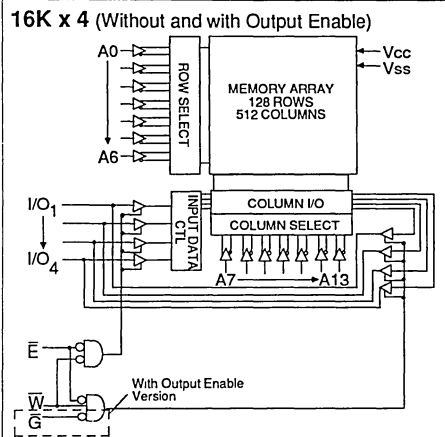 16K x 4 (Without and with Output Enable)
A0
A6
ROW SELECT
MEMORY ARRAY
128 ROWS
512 COLUMNS
Vcc
Vss
I/O1
I/O4
INPUT DATA
CTL
COLUMN I/O
COLUMN SELECT
A7
A13
E̅
W̅
G̅
With Output Enable
Version